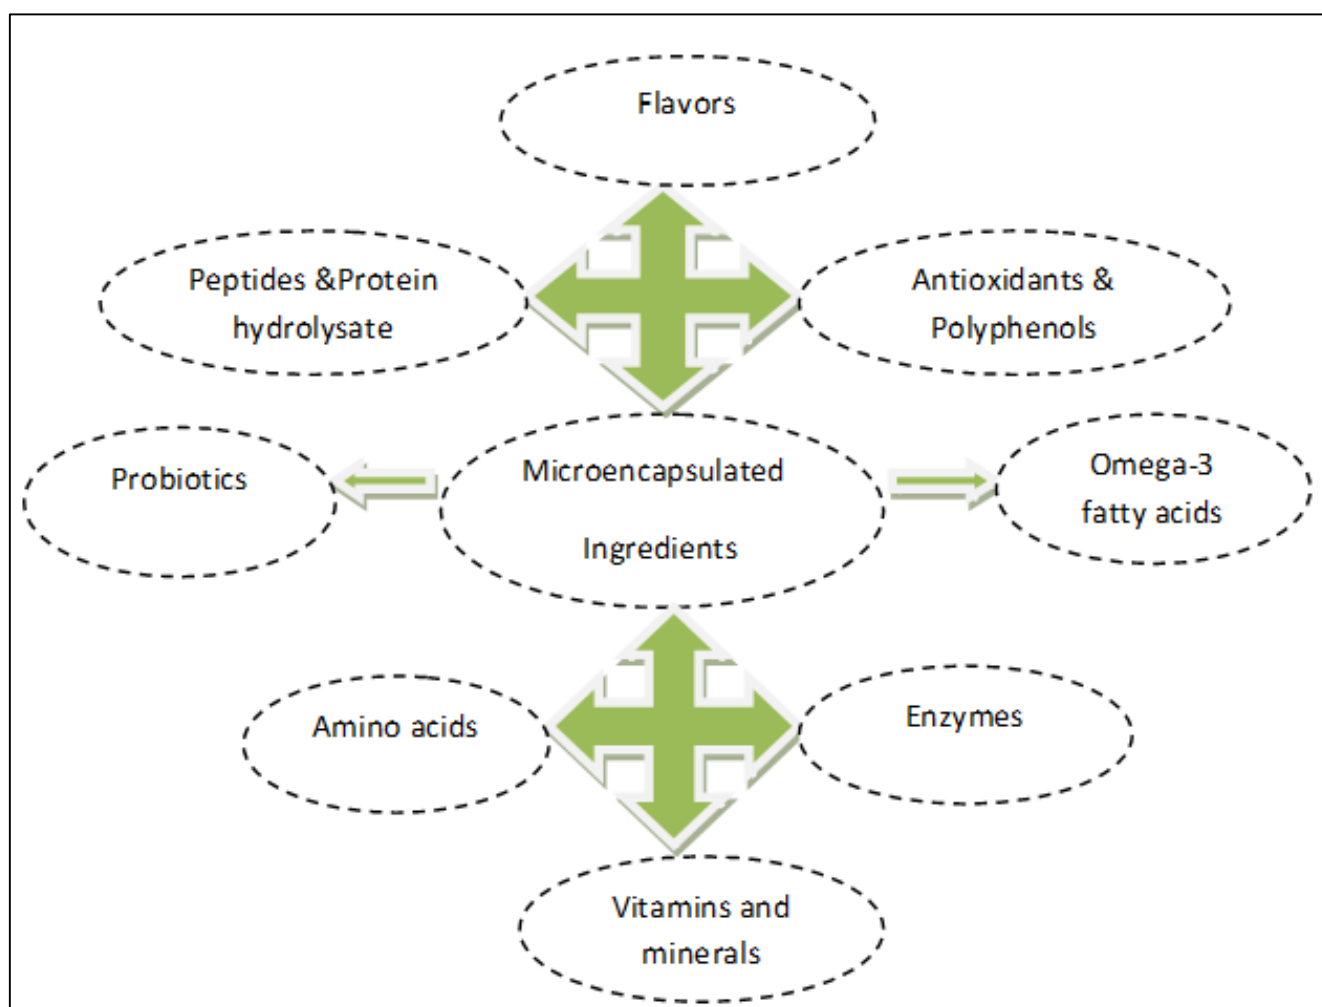 Flavors
Peptides &Protein
hydrolysate
Antioxidants &
Polyphenols
Probiotics
Microencapsulated
Ingredients
Omega-3
fatty acids
Amino acids
Enzymes
Vitamins and
minerals